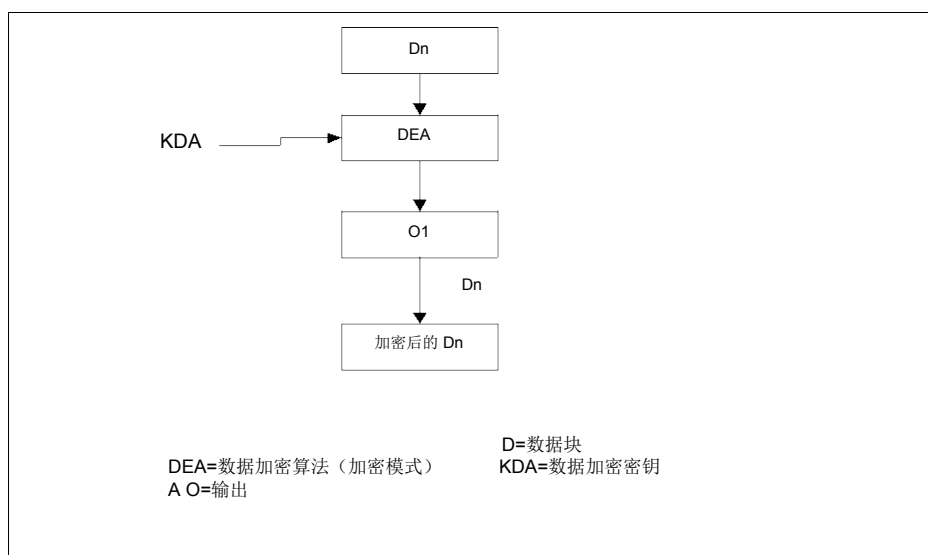 Dn
DEA
KDA
O1
Dn
加密后的 Dn
D=数据块
DEA=数据加密算法（加密模式） KDA=数据加密密钥
A O=输出